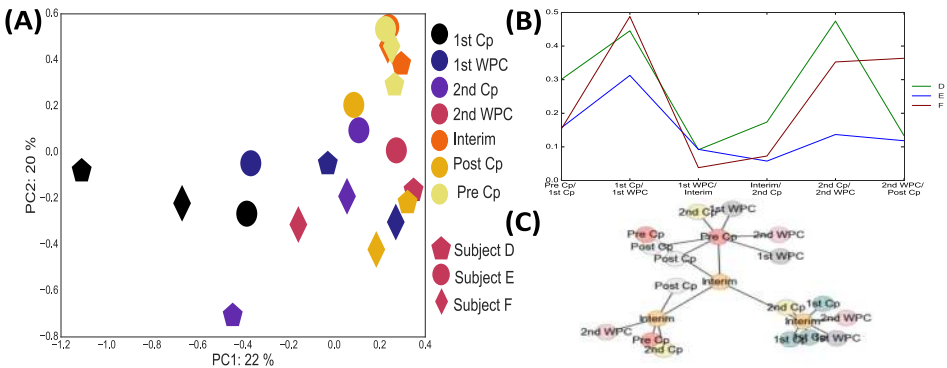 (A)
0.6
0.4
0.2
0.0
−0.2
−0.4
−0.6
−0.8
PC2: 20 %
−1.2
−1.0
−0.8
−0.6
−0.4
−0.2
0.0
0.2
0.4
PC1: 22 %
1st Cp
1st WPC
2nd Cp
2nd WPC
Interim
Post Cp
Pre Cp
Subject D
Subject E
Subject F
(B)
0.5
0.4
0.3
0.2
0.1
0.0
Pre Cp/
1st Cp
1st Cp/
1st WPC
1st WPC/
Interim
Interim/
2nd Cp
2nd Cp/
2nd WPC
2nd WPC/
Post Cp
D
E
F
(C)
2nd Cp
1st WPC
Pre Cp
Post Cp
Pre Cp
2nd WPC
Post Cp
1st WPC
Interim
Post Cp
2nd Cp
1st Cp
Interim
Interim
2nd WPC
2nd WPC
Pre Cp
2nd Cp
1st Cp
1st WPC